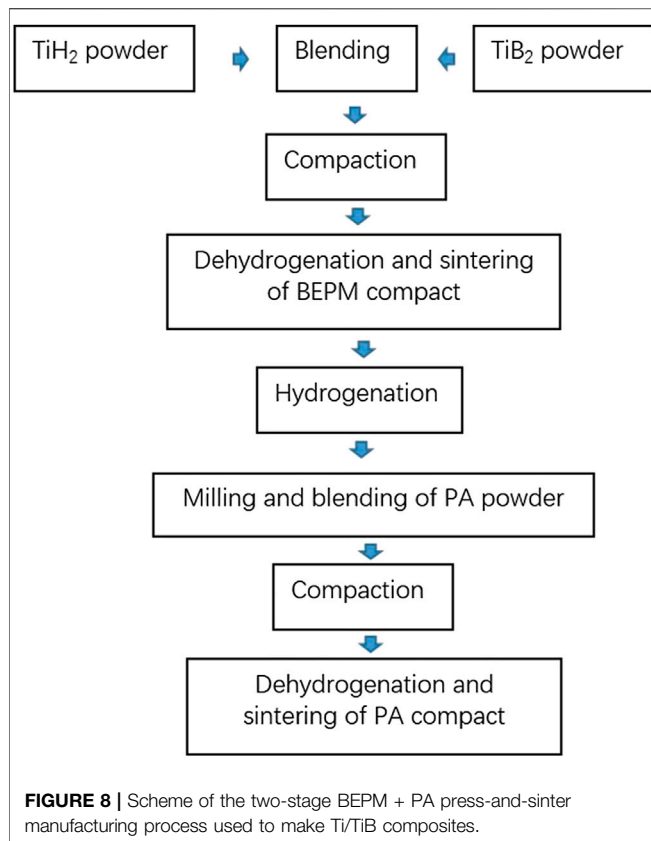 TiH₂ powder
Blending
TiB₂ powder
Compaction
Dehydrogenation and sintering
of BEPM compact
Hydrogenation
Milling and blending of PA powder
Compaction
Dehydrogenation and
sintering of PA compact
FIGURE 8 | Scheme of the two-stage BEPM + PA press-and-sinter
manufacturing process used to make Ti/TiB composites.